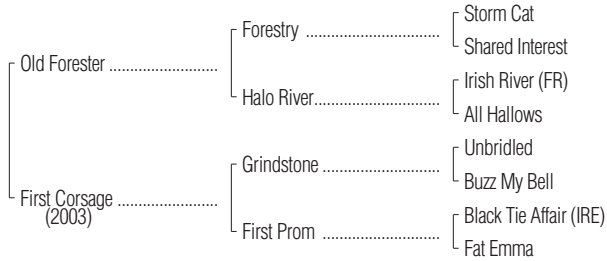 Storm Cat
Forestry ..............................
Shared Interest
Old Forester ........................
Irish River (FR)
Halo River............................
All Hallows
Unbridled
Grindstone ..........................
Buzz My Bell
First Corsage ......................
(2003)
Black Tie Affair (IRE)
First Prom ............................
Fat Emma